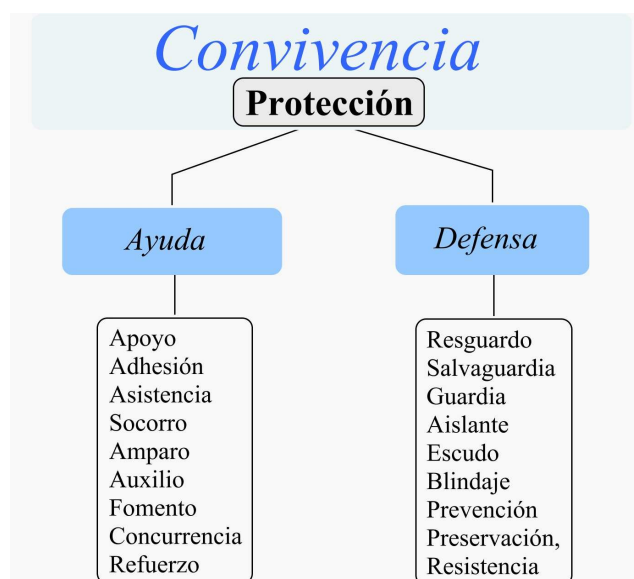 Convivencia
Protección
Ayuda
Defensa
Apoyo
Adhesión
Asistencia
Socorro
Amparo
Auxilio
Fomento
Concurrencia
Refuerzo
Resguardo
Salvaguardia
Guardia
Aislante
Escudo
Blindaje
Prevención
Preservación,
Resistencia